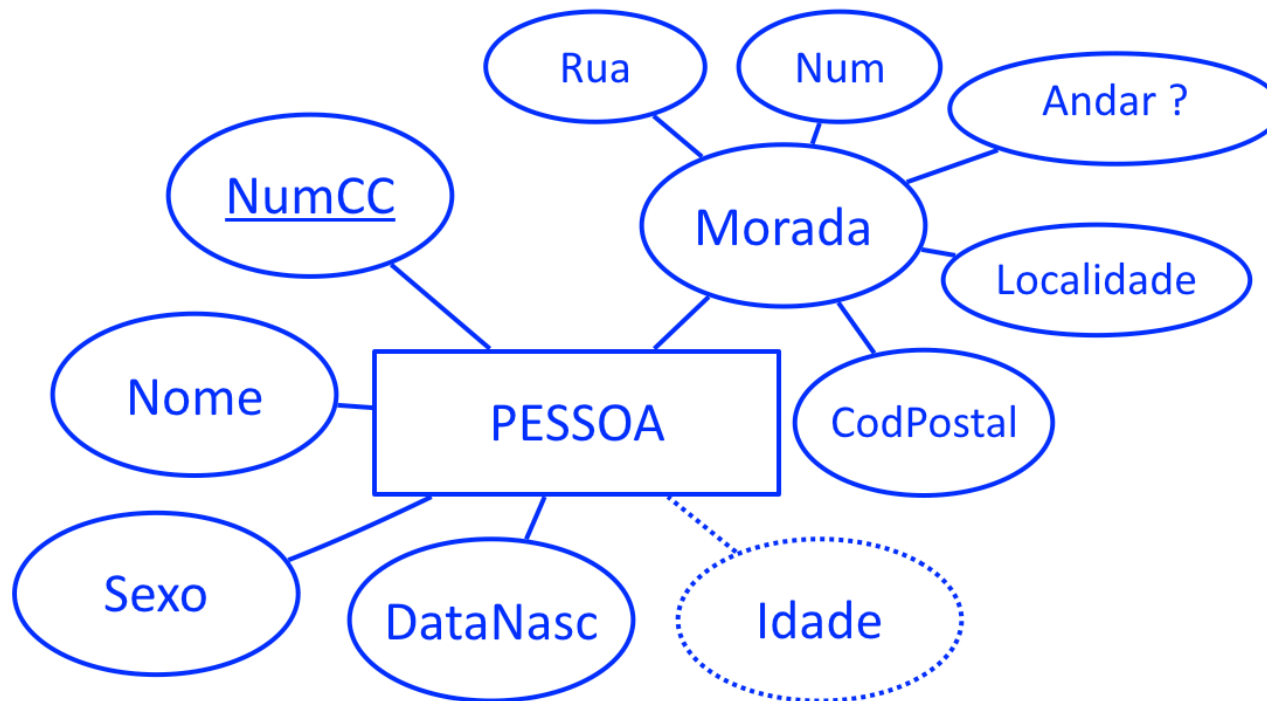 Rua
Num
Andar ?
NumCC
Morada
Localidade
Nome
PESSOA
CodPostal
Sexo
DataNasc
Idade